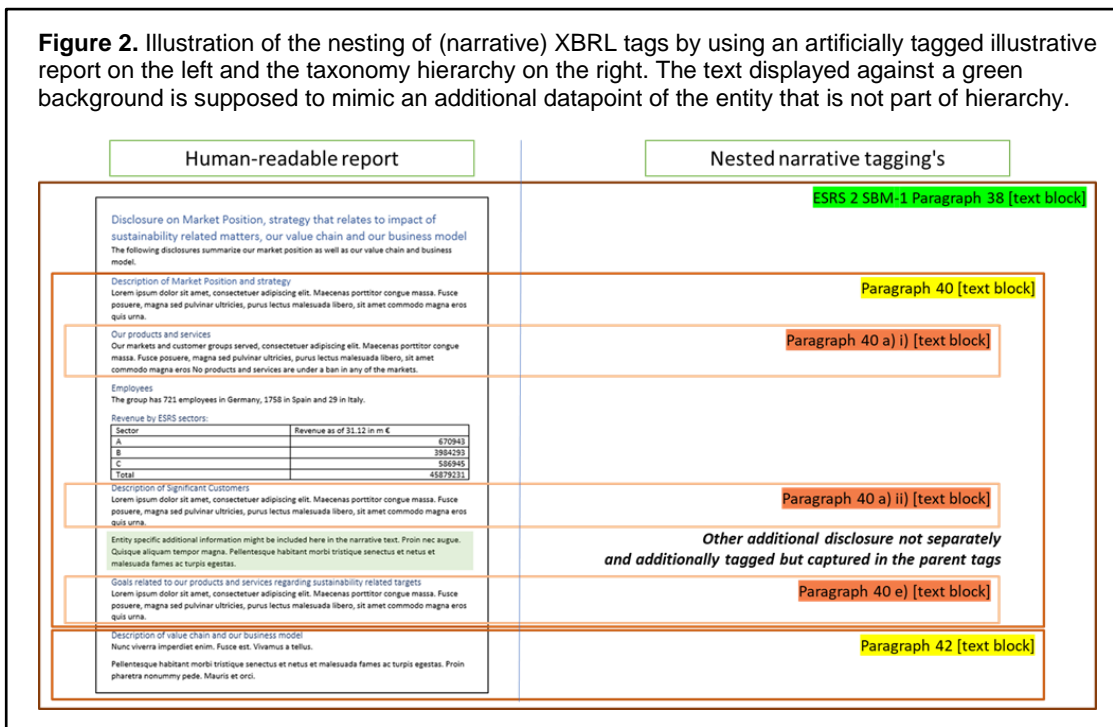 Figure 2. Illustration of the nesting of (narrative) XBRL tags by using an artificially tagged illustrative
report on the left and the taxonomy hierarchy on the right. The text displayed against a green
background is supposed to mimic an additional datapoint of the entity that is not part of hierarchy.
Human-readable report
Nested narrative tagging's
ESRS 2 SBM-1 Paragraph 38 [text block]
Disclosure on Market Position, strategy that relates to impact of
sustainability related matters, our value chain and our business model
The following disclosures summarize our market position as well as our value chain and business
model.
Description of Market Position and strategy
Paragraph 40 [text block]
Lorem ipsum dolor sit amet, consectetuer adipiscing elit. Maecenas porttitor congue massa. Fusce
posuere, magna sed pulvinar ultricies, purus lectus malesuada libero, sit amet commodo magna eros
quis urna.
Our products and services
Paragraph 40 a) i) [text block]
Our markets and customer groups served, consectetuer adipiscing elit. Maecenas porttitor congue
massa. Fusce posuere, magna sed pulvinar ultricies, purus lectus malesuada libero, sit amet
commodo magna eros No products and services are under a ban in any of the markets.
Employees
The group has 721 employees in Germany, 1758 in Spain and 29 in Italy.
Revenue by ESRS sectors:
Sector Revenue as of 31.12 in m €
A 670943
B 3984293
C 586945
Total 45879231
Description of Significant Customers
Paragraph 40 a) ii) [text block]
Lorem ipsum dolor sit amet, consectetuer adipiscing elit. Maecenas porttitor congue massa. Fusce
posuere, magna sed pulvinar ultricies, purus lectus malesuada libero, sit amet commodo magna eros
quis urna.
Entity specific additional information might be included here in the narrative text. Proin nec augue.
Quisque aliquam tempor magna. Pellentesque habitant morbi tristique senectus et netus et
malesuada fames ac turpis egestas.
Other additional disclosure not separately
and additionally tagged but captured in the parent tags
Goals related to our products and services regarding sustainability related targets
Paragraph 40 e) [text block]
Lorem ipsum dolor sit amet, consectetuer adipiscing elit. Maecenas porttitor congue massa. Fusce
posuere, magna sed pulvinar ultricies, purus lectus malesuada libero, sit amet commodo magna eros
quis urna.
Description of value chain and our business model
Paragraph 42 [text block]
Nunc viverra imperdiet enim. Fusce est. Vivamus a tellus.
Pellentesque habitant morbi tristique senectus et netus et malesuada fames ac turpis egestas. Proin
pharetra nonummy pede. Mauris et orci.